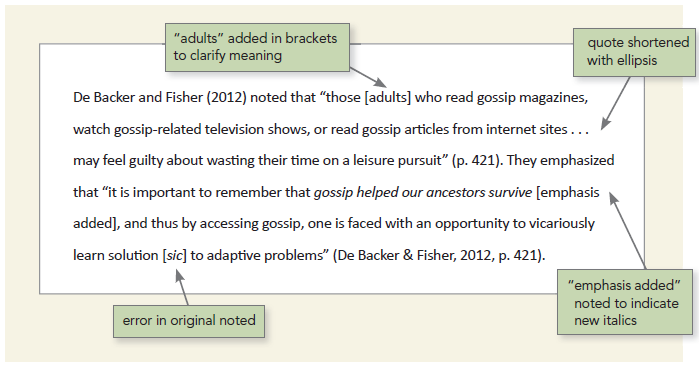 “adults” added in brackets
to clarify meaning
quote shortened
with ellipsis
De Backer and Fisher (2012) noted that “those [adults] who read gossip magazines,
watch gossip-related television shows, or read gossip articles from internet sites . . .
may feel guilty about wasting their time on a leisure pursuit” (p. 421). They emphasized
that “it is important to remember that gossip helped our ancestors survive [emphasis
added], and thus by accessing gossip, one is faced with an opportunity to vicariously
learn solution [sic] to adaptive problems” (De Backer & Fisher, 2012, p. 421).
error in original noted
“emphasis added”
noted to indicate
new italics